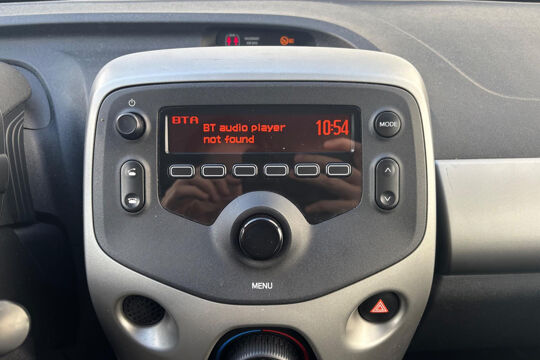 BTA
BT audio player
not found
10:54
MODE
MENU